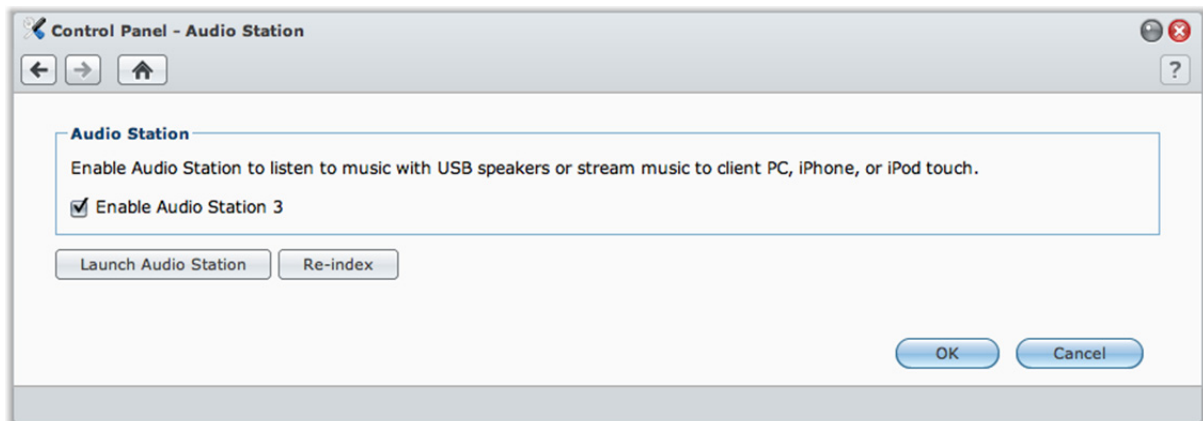 Control Panel - Audio Station
?
Audio Station
Enable Audio Station to listen to music with USB speakers or stream music to client PC, iPhone, or iPod touch.
Enable Audio Station 3
Launch Audio Station Re-index
OK Cancel